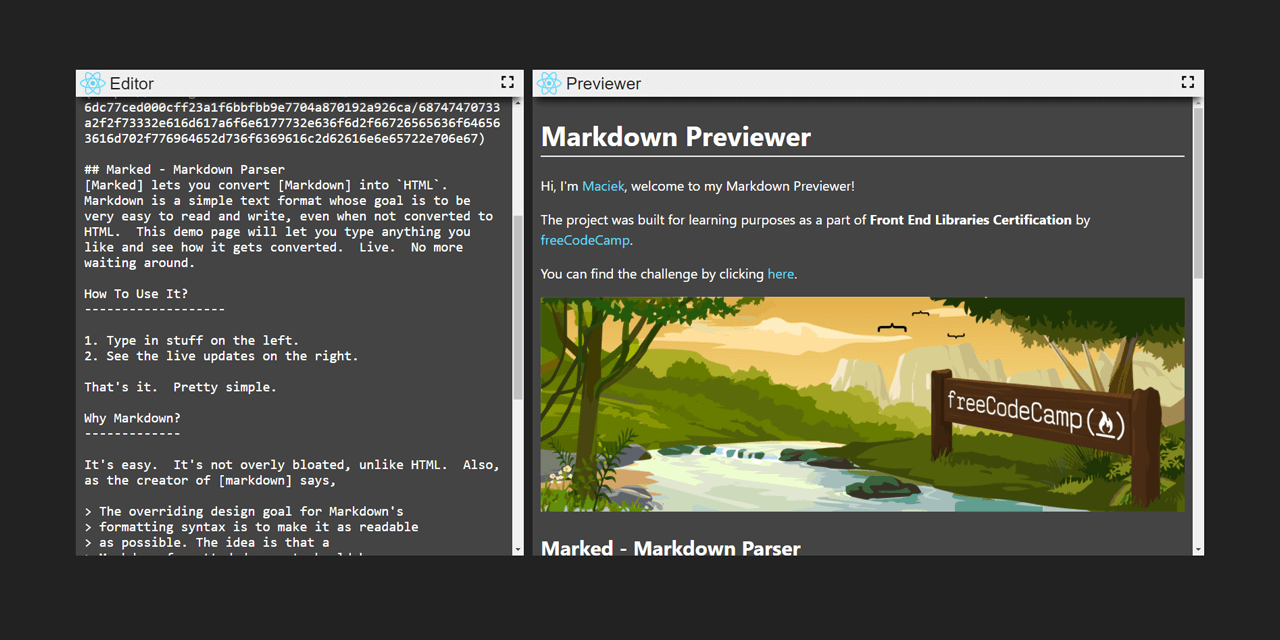 Editor
6dc77ced000cff23a1f6bbfbb9e7704a870192a926ca/68747470733
a2f2f73332e616d617a6f6e6177732e636f6d2f66726565636f64656
3616d702f776964652d736f6369616c2d62616e6e65722e706e67)
## Marked - Markdown Parser
[Marked] lets you convert [Markdown] into `HTML`.
Markdown is a simple text format whose goal is to be
very easy to read and write, even when not converted to
HTML.  This demo page will let you type anything you
like and see how it gets converted.  Live.  No more
waiting around.
How To Use It?
-------------------
1. Type in stuff on the left.
2. See the live updates on the right.
That's it.  Pretty simple.
Why Markdown?
-------------
It's easy.  It's not overly bloated, unlike HTML.  Also,
as the creator of [markdown] says,
> The overriding design goal for Markdown's
> formatting syntax is to make it as readable
> as possible. The idea is that a
Previewer
Markdown Previewer
Hi, I'm Maciek, welcome to my Markdown Previewer!
The project was built for learning purposes as a part of Front End Libraries Certification by
freeCodeCamp.
You can find the challenge by clicking here.
freeCodeCamp
Marked - Markdown Parser